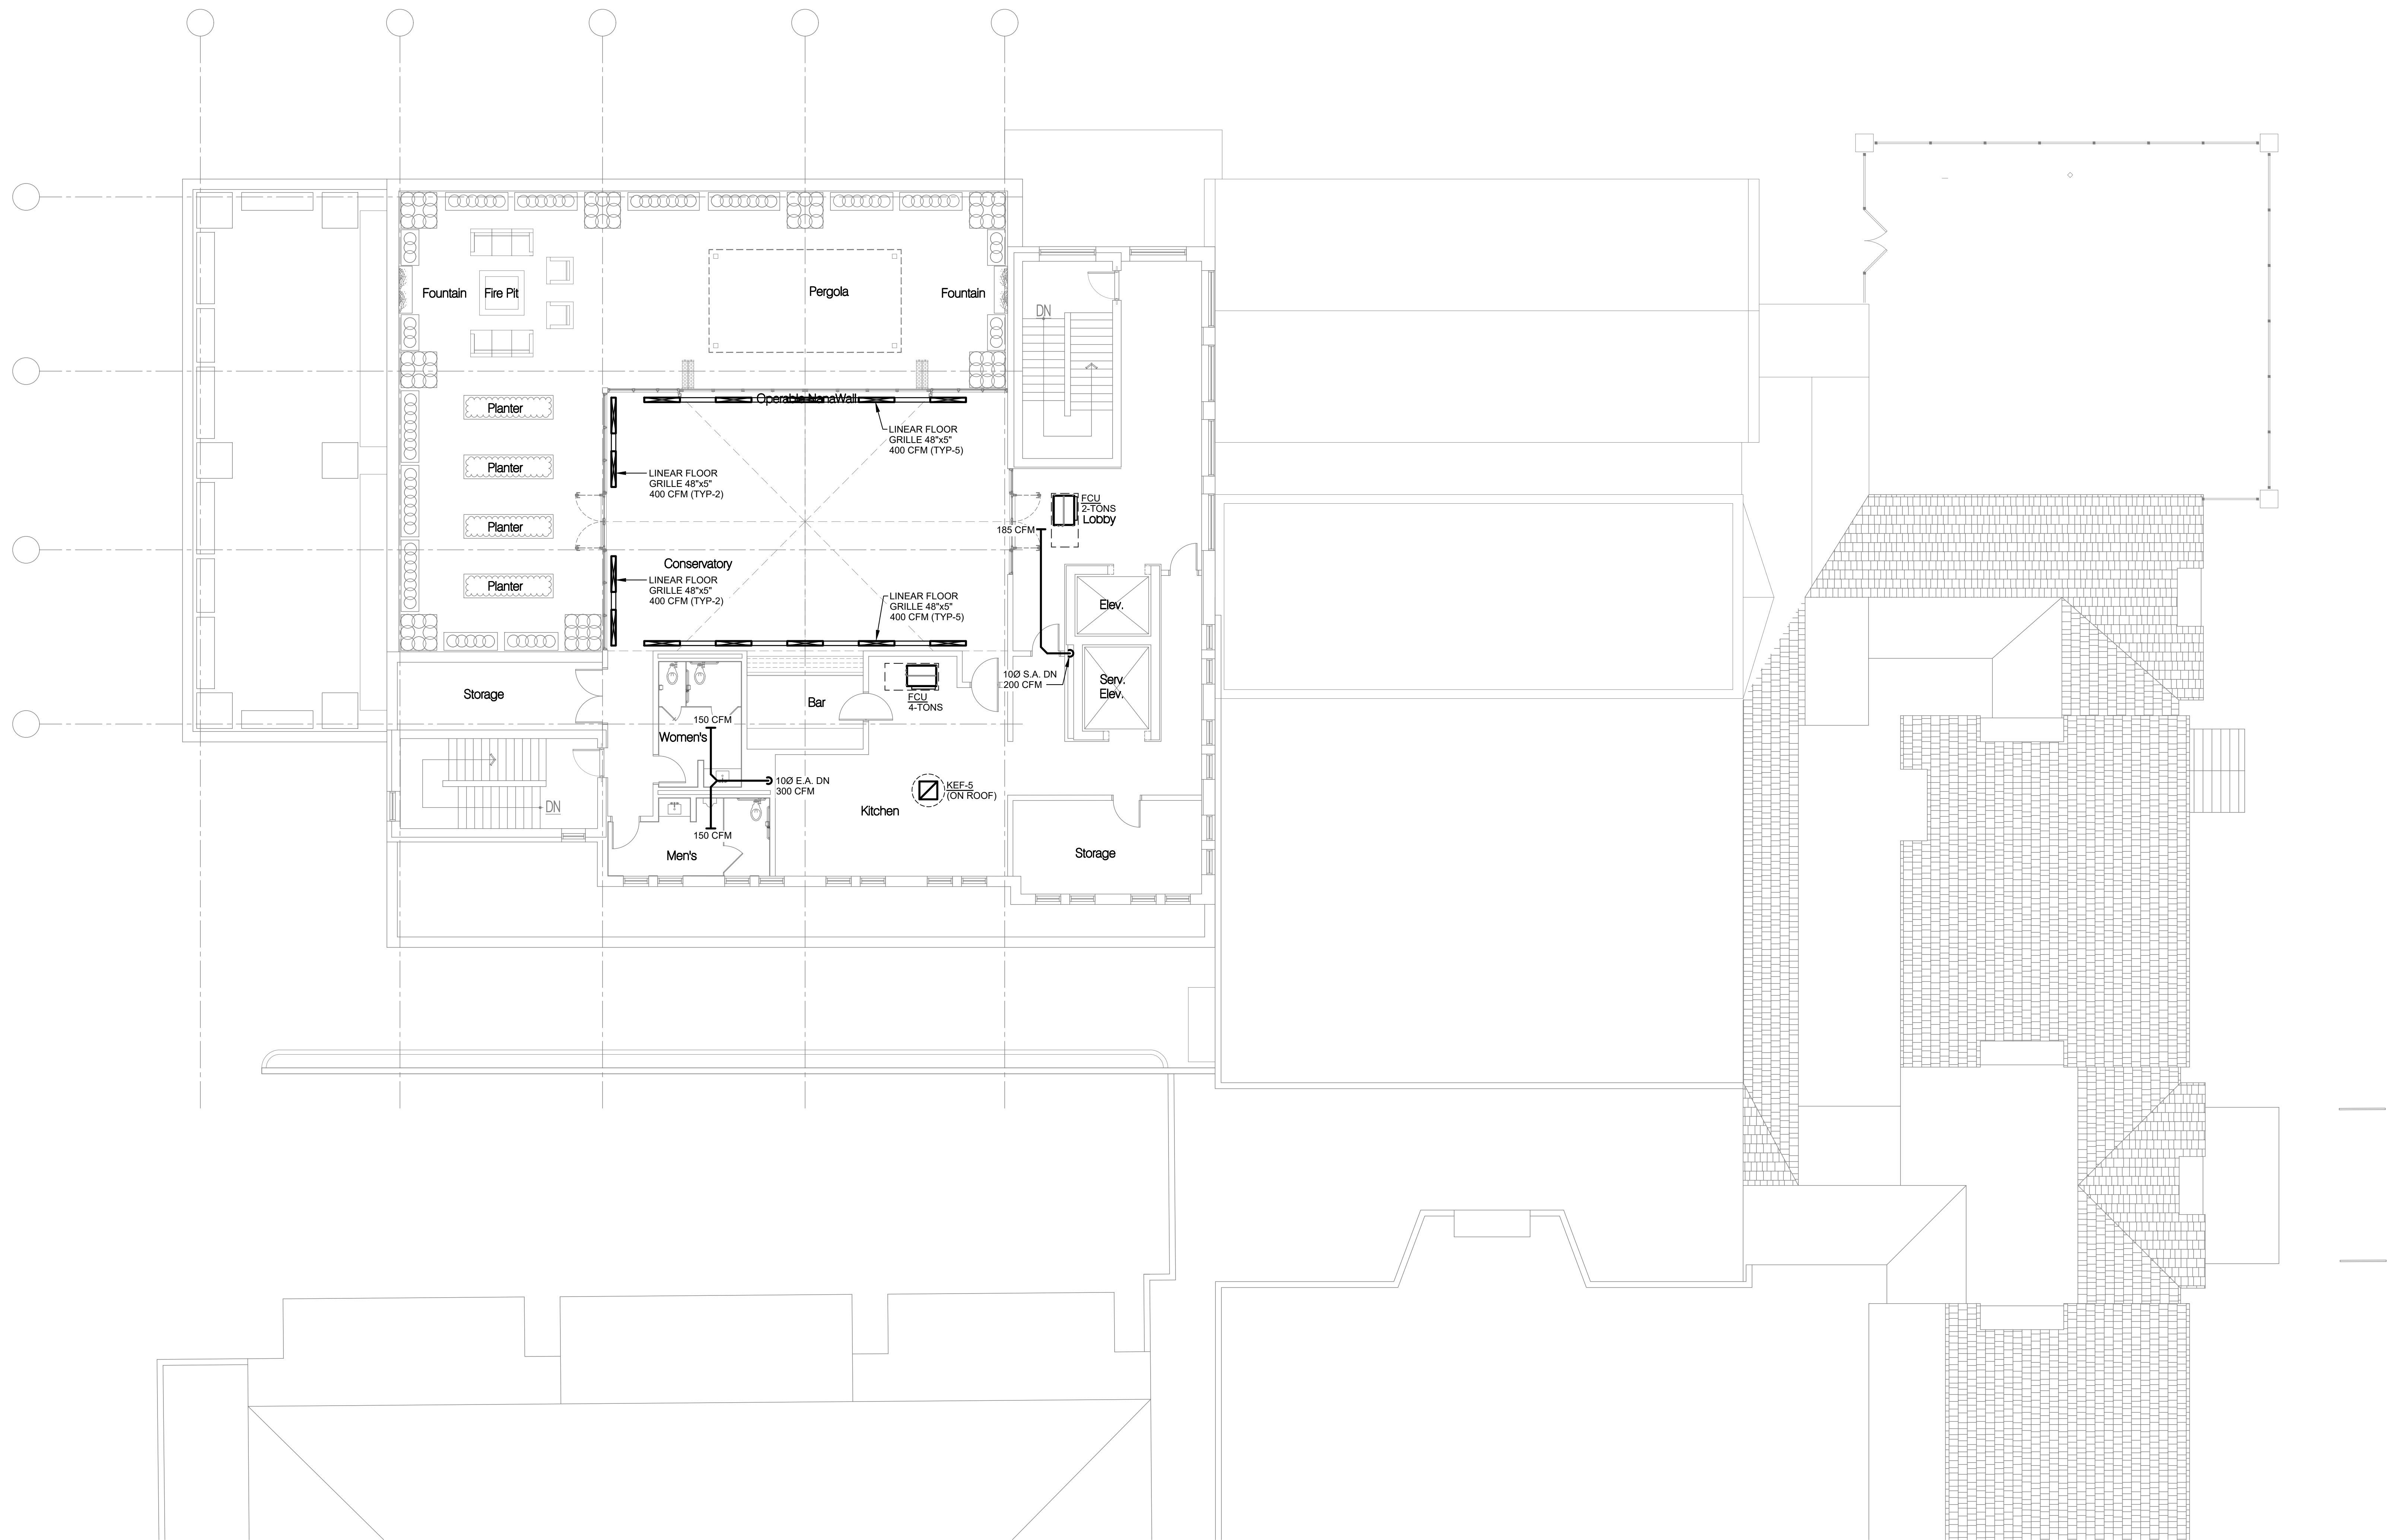 DN
Fountain
Fire Pit
Pergola
Fountain
Operable NanaWall
Planter
LINEAR FLOOR
GRILLE 48"x5"
400 CFM (TYP-5)
Planter
LINEAR FLOOR
GRILLE 48"x5"
400 CFM (TYP-2)
FCU
2-TONS
Lobby
Planter
185 CFM
Conservatory
Planter
LINEAR FLOOR
GRILLE 48"x5"
400 CFM (TYP-2)
LINEAR FLOOR
GRILLE 48"x5"
400 CFM (TYP-5)
Elev.
10Ø S.A. DN
200 CFM
Serv.
Elev.
Storage
Bar
FCU
4-TONS
150 CFM
Women's
10Ø E.A. DN
300 CFM
KEF-5
(ON ROOF)
DN
Kitchen
150 CFM
Men's
Storage